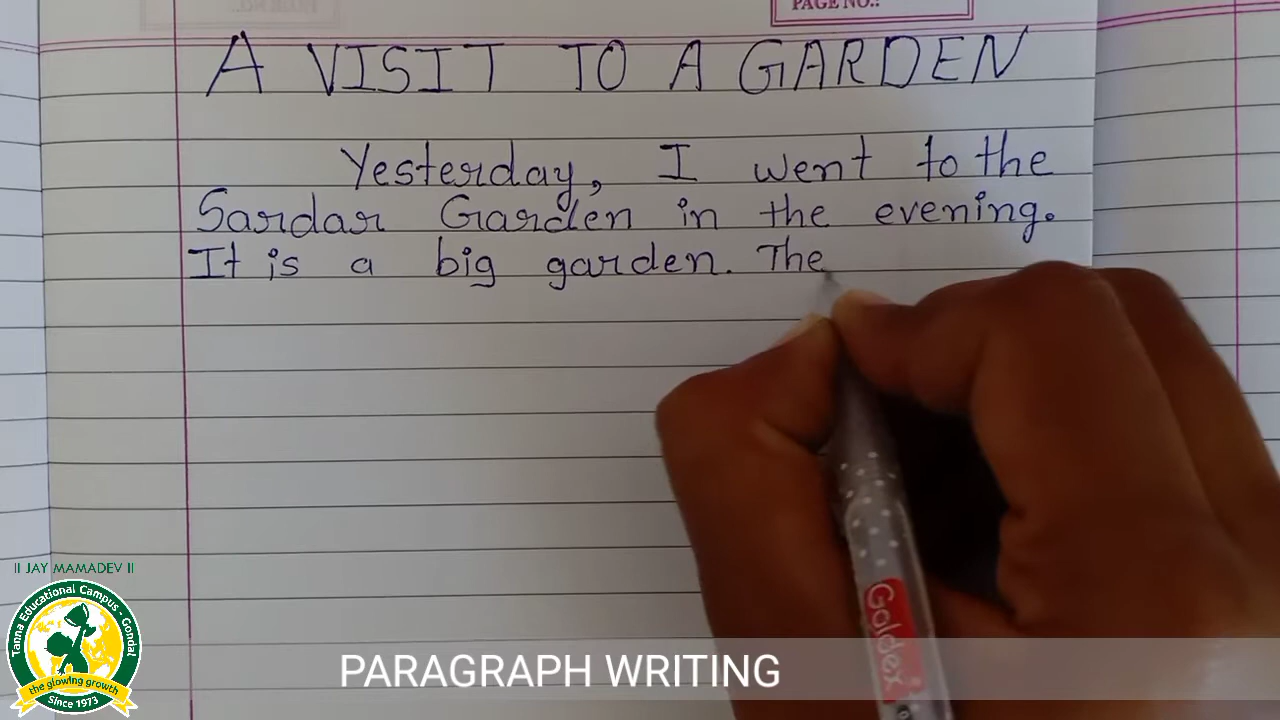 PAGE NO.:
A VISIT TO A GARDEN
Yesterday, I went to the
Sardar Garden in the evening.
It is a big garden. The
Goldex
II JAY MAMADEV II
Tanna Educational Campus - Gondal
the glowing growth
Since 1973
PARAGRAPH WRITING